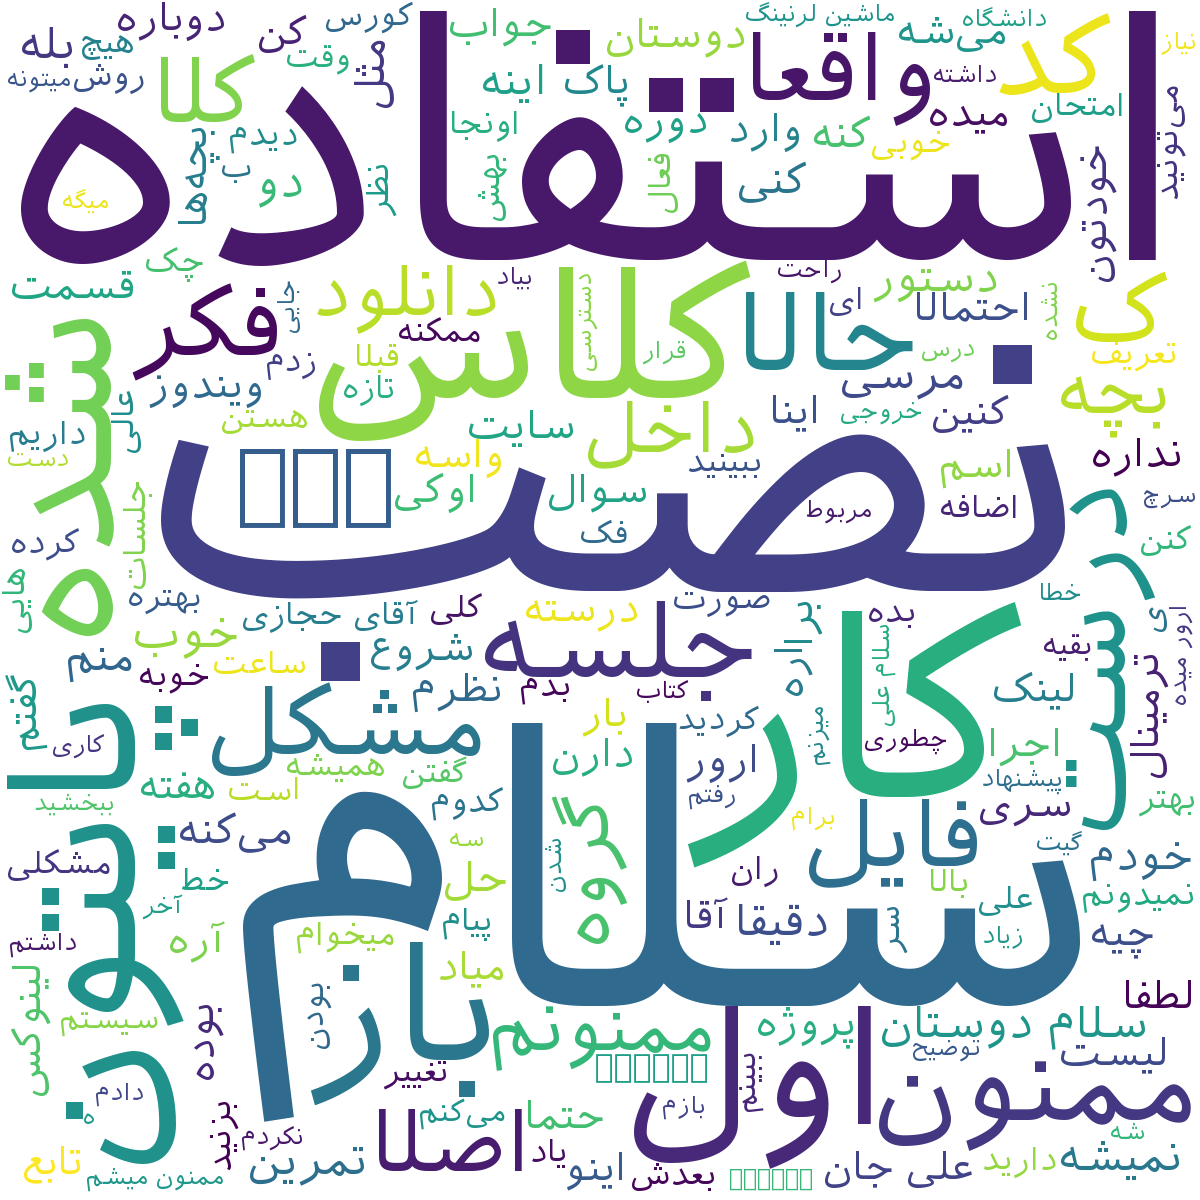 دوباره
کن
کورس
جواب
دوستان
ماشین لرنینگ
دانشگاه
می‌شه
کد
نیاز
بله
هیچ
وقت
مثل
واقعا
روش
میتونه
کلا
پاک
اینه
داشته
میده
امتحان
می‌تونید
استفاده
بچه‌ها
دیدم
ب
نظر
اونجا
بهش
دوره
فعال
وارد
کنه
خوبی
کنی
دو
میگه
خودتون
چک
قسمت
فکر
جایی
دانلود
بیاد
کلاس
دسترسی
راحت
ای
دستور
احتمالا
نشده
ک
حالا
تعریف
درس
قرار
ممکنه
قبلا
زدم
تازه
ویندوز
شده
مرسی
بچه
عالی
هستن
داریم
دست
سایت
داخل
اینا
خروجی
کنین
نداره
واسه
ببینید
اسم
نصب
اوکی
سوال
فک
مربوط
اضافه
سرچ
کرده
جلسات
کنن
درست
هایی
بهتره
آقای حجازی
کلی
درسته
صورت
براره
بده
خطا
ی
خوب
شروع
جلسه
سلام علی
بقیه
ارور میده
منم
خوبه
ساعت
نظرم
بدم
کتاب
لینک
ترمینال
گفتم
کاری
مشکل
بار
کردید
میزنم
کار
چطوری
اجرا
پایتون
همیشه
گفتن
دارن
ارور
پیشنهاد
هفته
است
رفتم
ببخشید
کدوم
برام
سری
بهتر
می‌کنه
سه
گروه
شدن
فایل
گیت
خودم
مشکلی
خط
حل
ران
بالا
نمیدونم
آخر
سلام
علی
پیام
آقا
دقیقا
سر
زیاد
چیه
داشتم
آره
میخوام
میاد
لینوکس
بودن
باز
لطفا
سیستم
بوده
ممنونم
پروژه
سلام دوستان
توضیح
لیست
تغییر
ببینم
اول
ممنون
دادم
ه
بازم
می‌کنم
حتما
شه
بزنید
نکردم
اصلا
یاد
نمیشه
تابع
ممنون میشم
تمرین
اینو
بعدش
علی جان
دارید